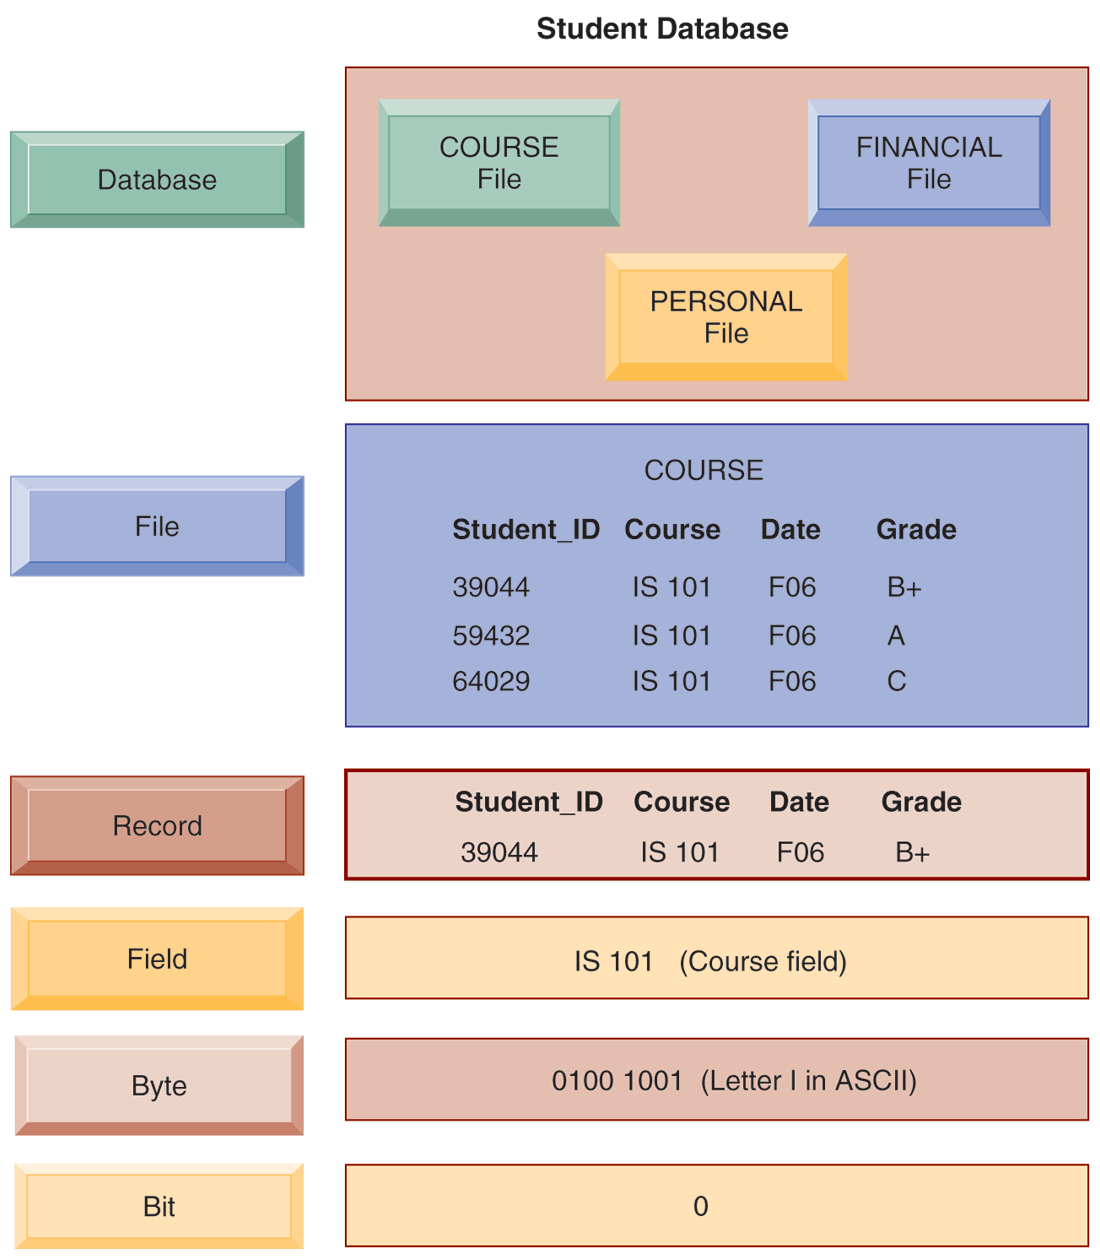 Student Database
Database
COURSE
File
FINANCIAL
File
PERSONAL
File
File
COURSE
Student_ID Course Date Grade
39044 IS 101 F06 B+
59432 IS 101 F06 A
64029 IS 101 F06 C
Record
Student_ID Course Date Grade
39044 IS 101 F06 B+
Field
IS 101 (Course field)
Byte
0100 1001 (Letter I in ASCII)
Bit
0